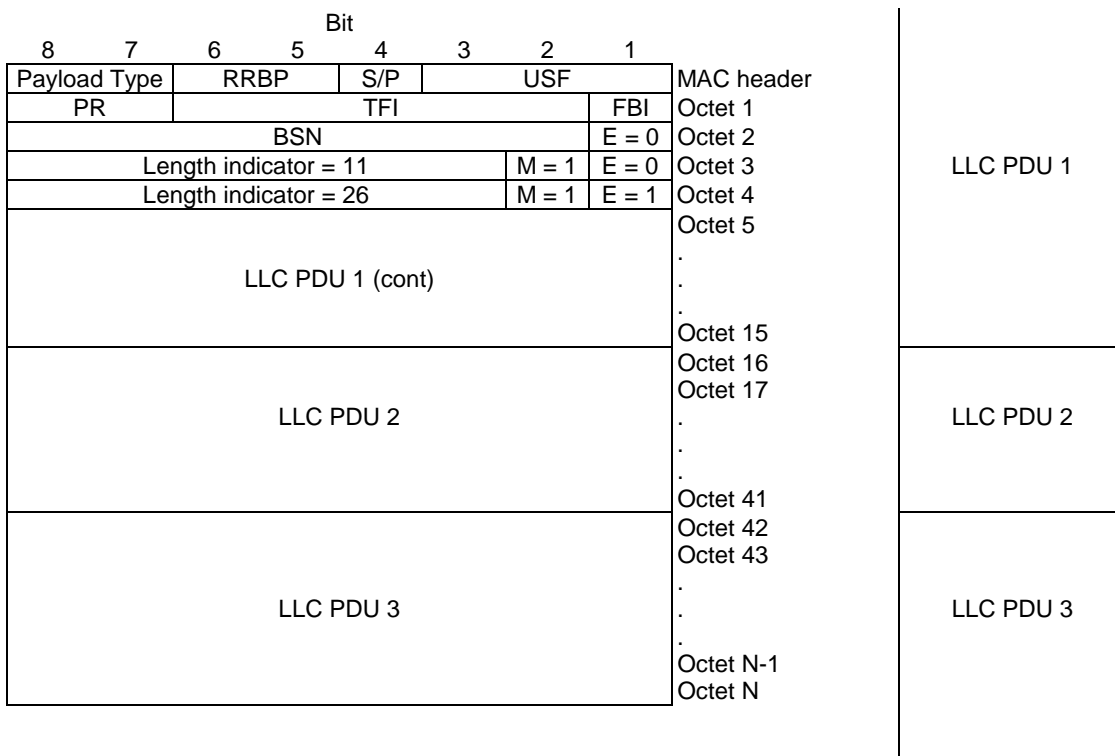 Bit
8 7 6 5 4 3 2 1
Payload Type RRBP S/P USF MAC header
PR TFI FBI Octet 1
BSN E = 0 Octet 2
Length indicator = 11 M = 1 E = 0 Octet 3
Length indicator = 26 M = 1 E = 1 Octet 4
Octet 5
.
LLC PDU 1 (cont) .
.
Octet 15
Octet 16
Octet 17
LLC PDU 2 .
.
.
Octet 41
Octet 42
Octet 43
.
LLC PDU 3 .
.
Octet N-1
Octet N
LLC PDU 1
LLC PDU 2
LLC PDU 3